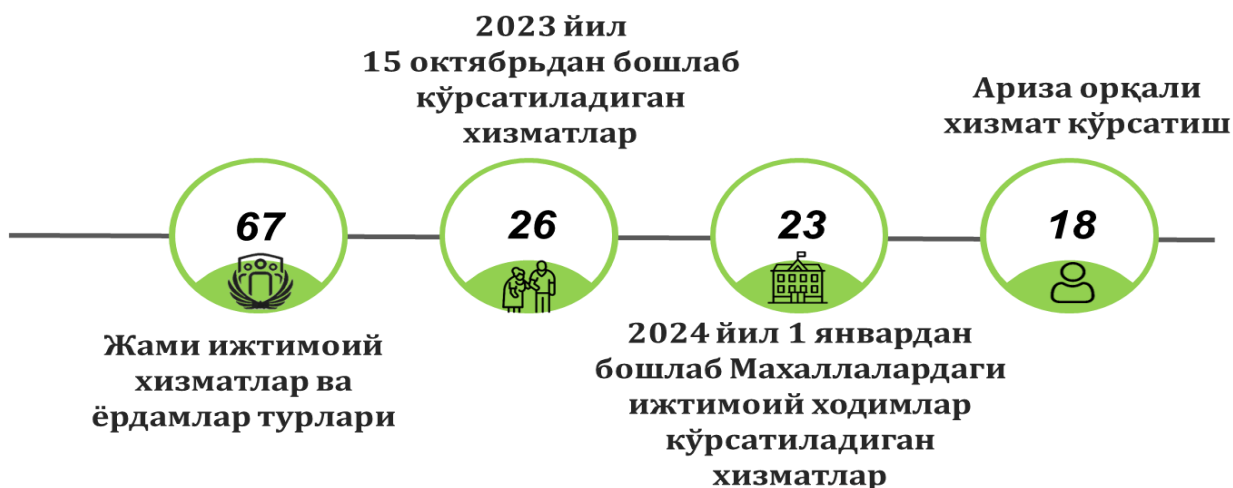 67
Жами ижтимоий
хизматлар ва
ёрдамлар турлари
2023 йил
15 октябрьдан бошлаб
кўрсатиладиган
хизматлар
26
23
2024 йил 1 январдан
бошлаб Махаллалардаги
ижтимоий ходимлар
кўрсатиладиган
хизматлар
Ариза орқали
хизмат кўрсатиш
18